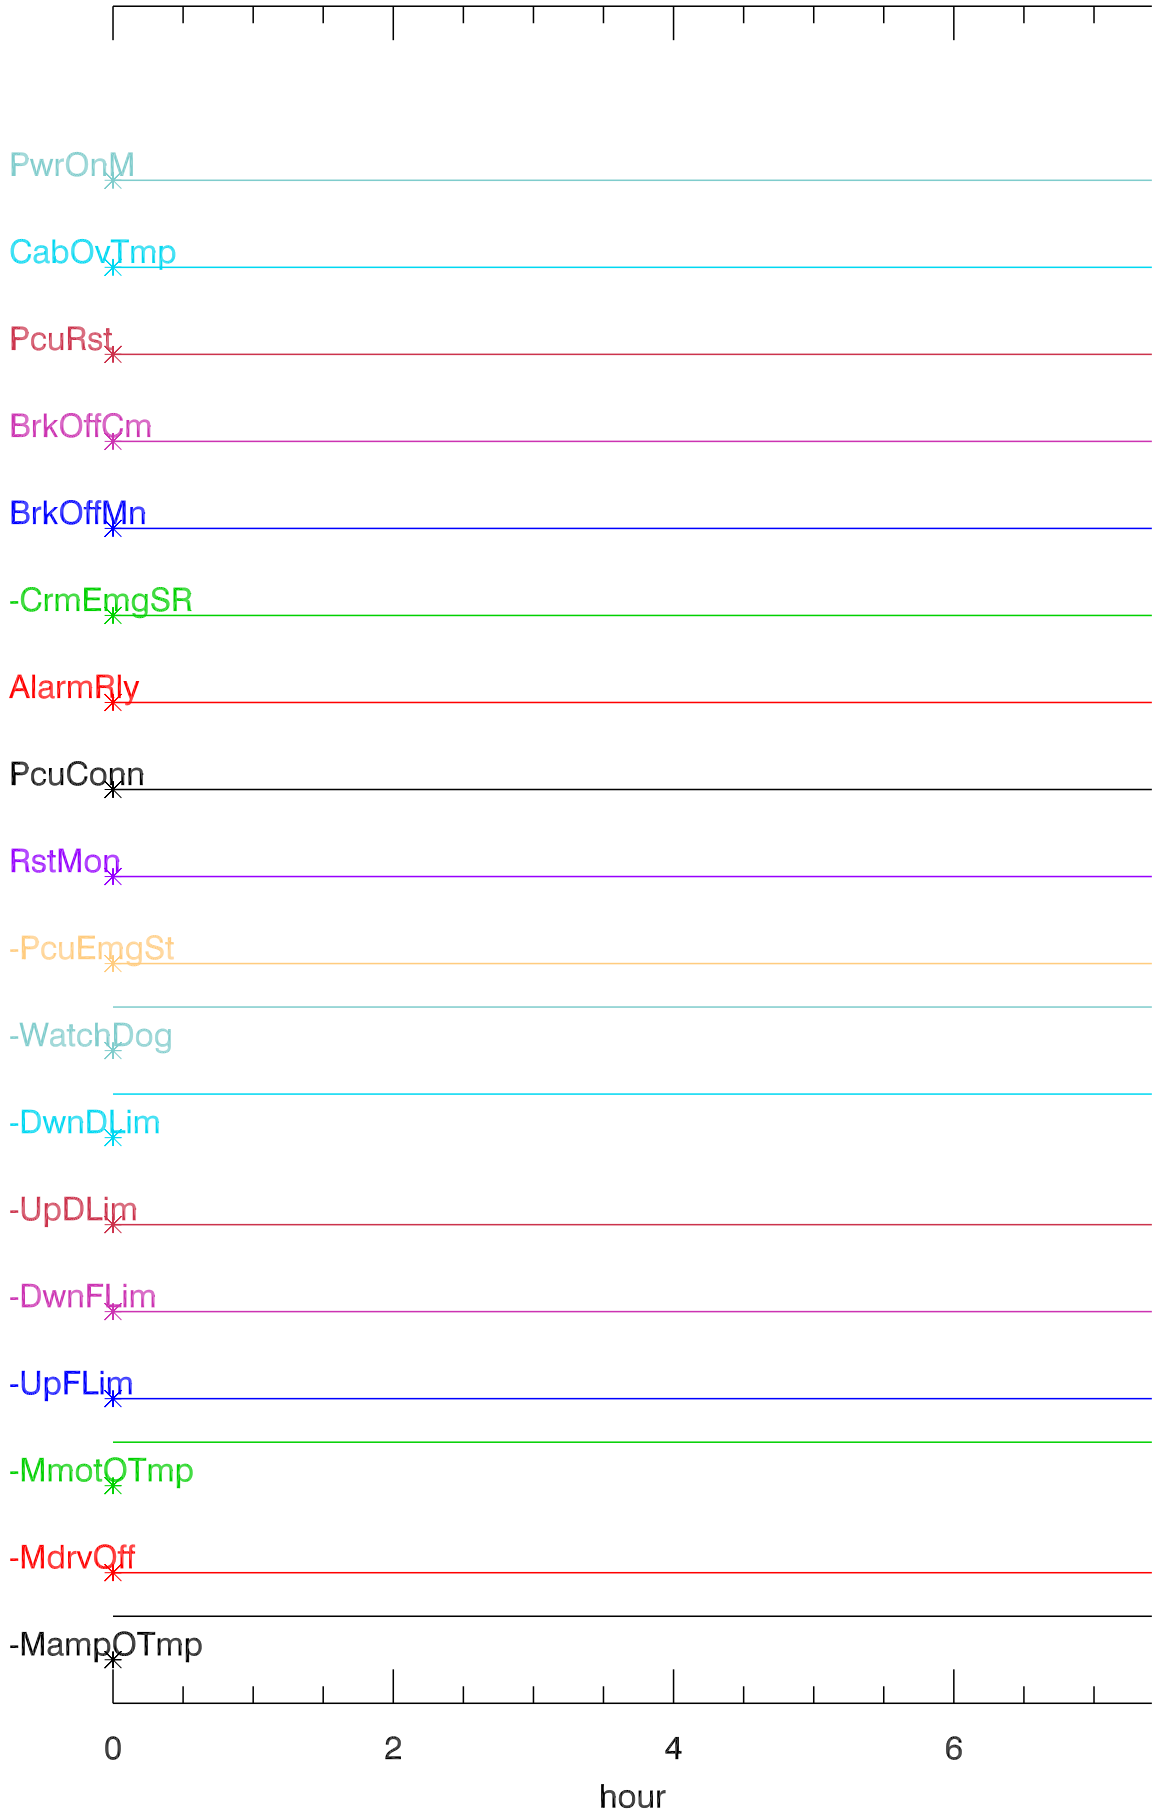 PwrOnM
CabOvTmp
PcuRst
BrkOffCm
BrkOffMn
-CrmEmgSR
AlarmRly
PcuConn
RstMon
-PcuEmgSt
-WatchDog
-DwnDLim
-UpDLim
-DwnFLim
-UpFLim
-MmotOTmp
-MdrvOff
-MampOTmp
0 2 4 6
hour